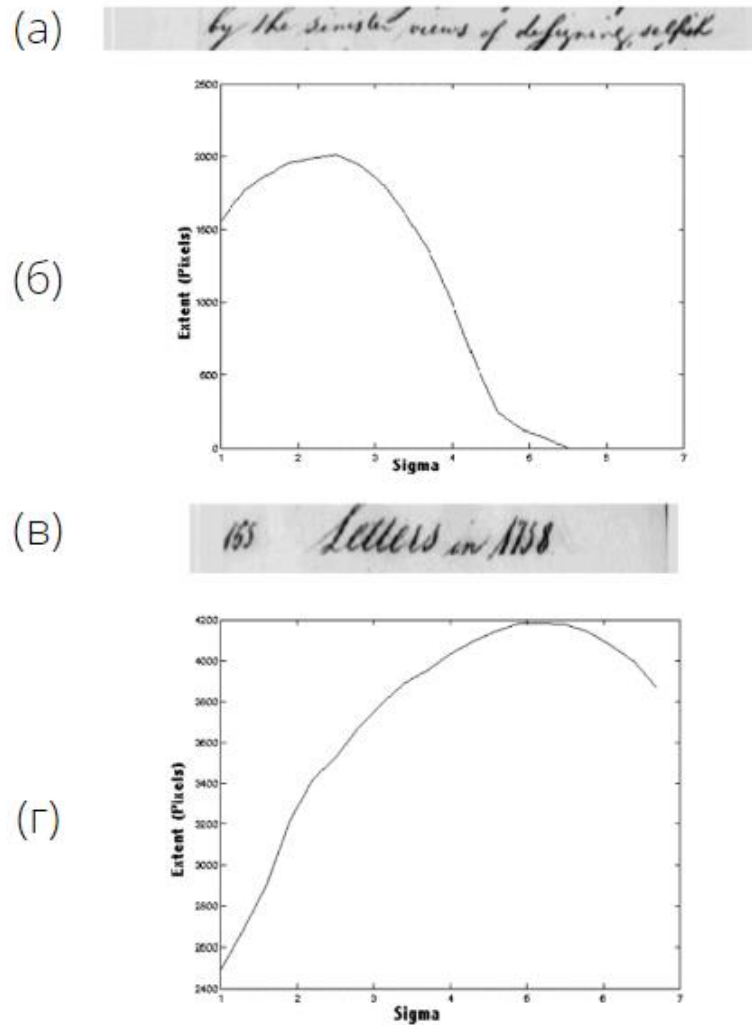 (а)
by the sinister views of designing, selfish
(б)
2500
2000
1500
1000
500
0
Extent (Pixels)
1 2 3 4 5 6 7
Sigma
(в)
155 Letters in 1758
(г)
4200
4000
3800
3600
3400
3200
3000
2800
2600
2400
Extent (Pixels)
1 2 3 4 5 6 7
Sigma